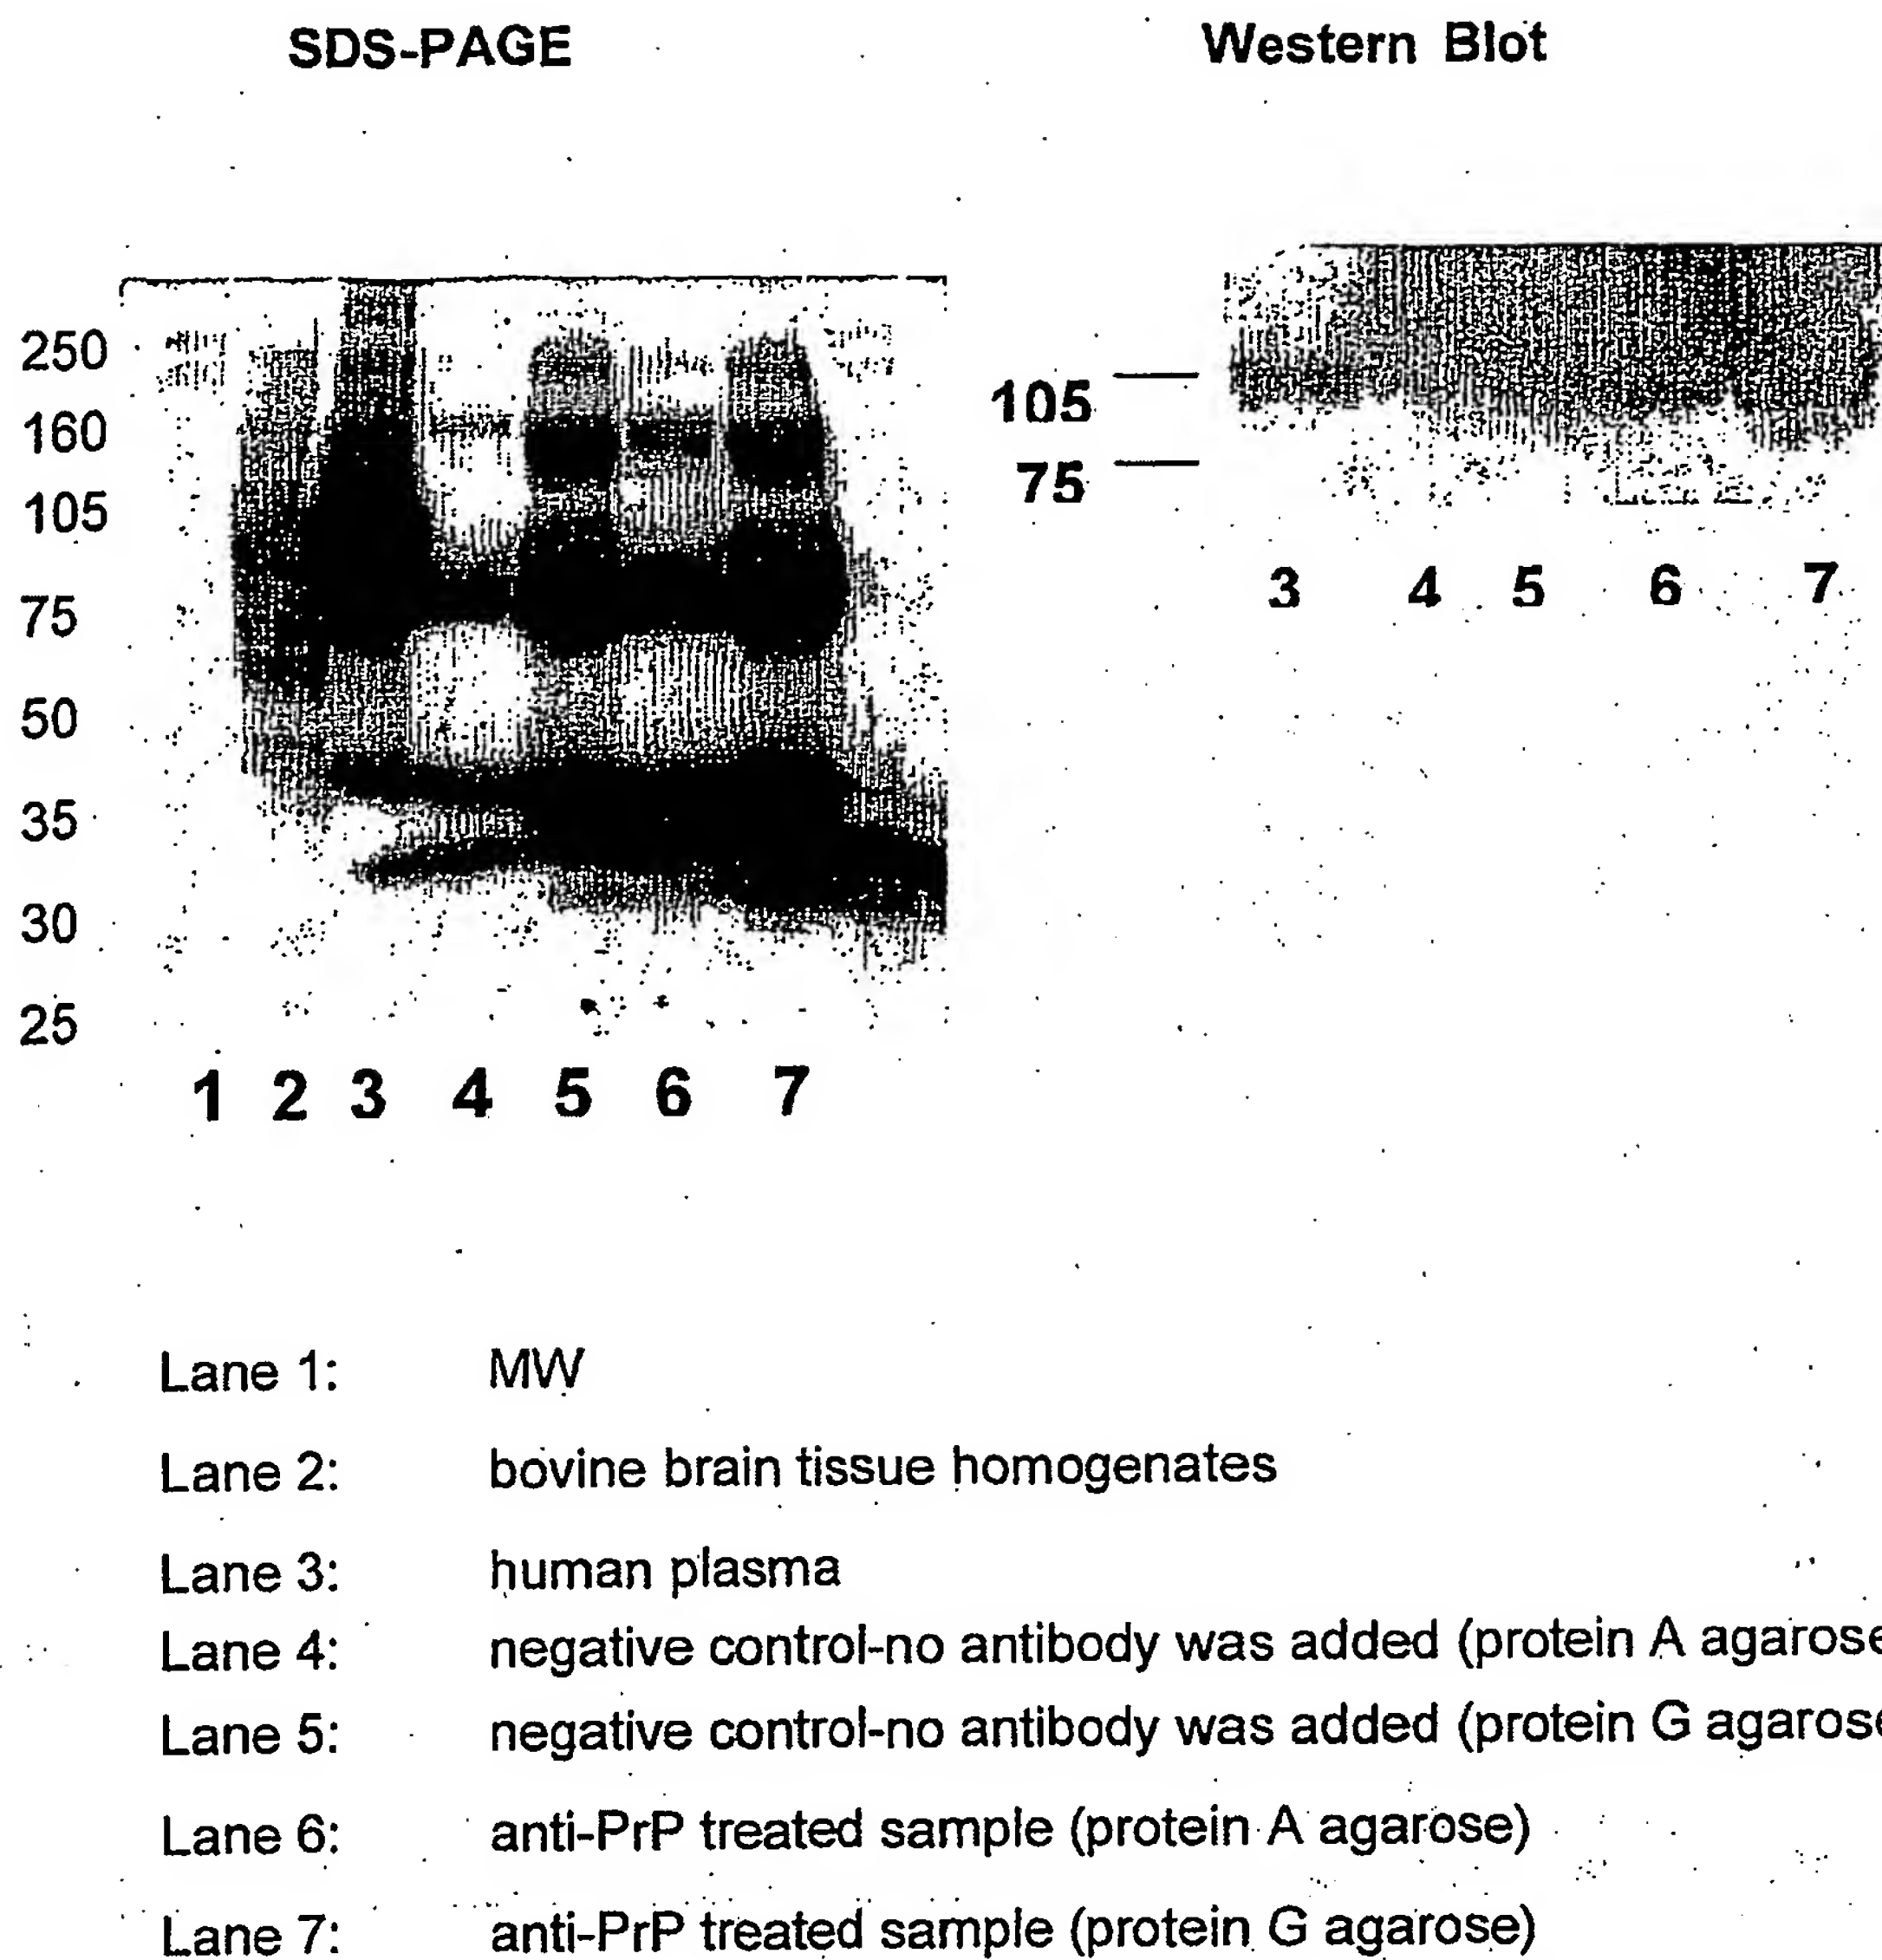 SDS-PAGE
Western Blot
250
160
105
75
50
35
30
25
1 2 3 4 5 6 7
105
75
3 4 5 6 7
Lane 1: MW
Lane 2: bovine brain tissue homogenates
Lane 3: human plasma
Lane 4: negative control-no antibody was added (protein A agarose
Lane 5: negative control-no antibody was added (protein G agarose
Lane 6: anti-PrP treated sample (protein A agarose)
Lane 7: anti-PrP treated sample (protein G agarose)